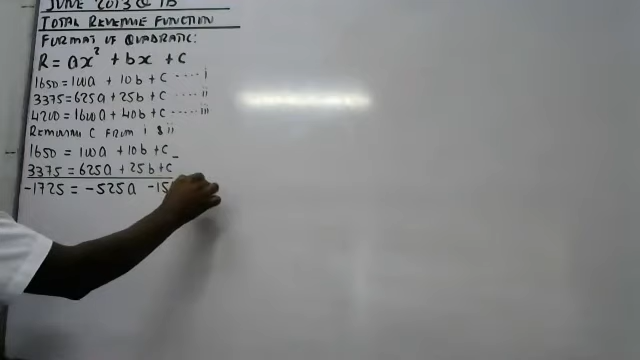 JUNE 2013 Q 1B
TOTAL REVENUE FUNCTION
FORMAT OF QUADRATIC:
R = ax² + bx + c
1650 = 100a + 10b + c ---- i
3375 = 625a + 25b + c ------ ii
4200 = 1600a + 40b + c ----- iii
REMOVING C FROM i & ii
1650 = 100a + 10b + c _
3375 = 625a + 25b + c
-1725 = -525a -15